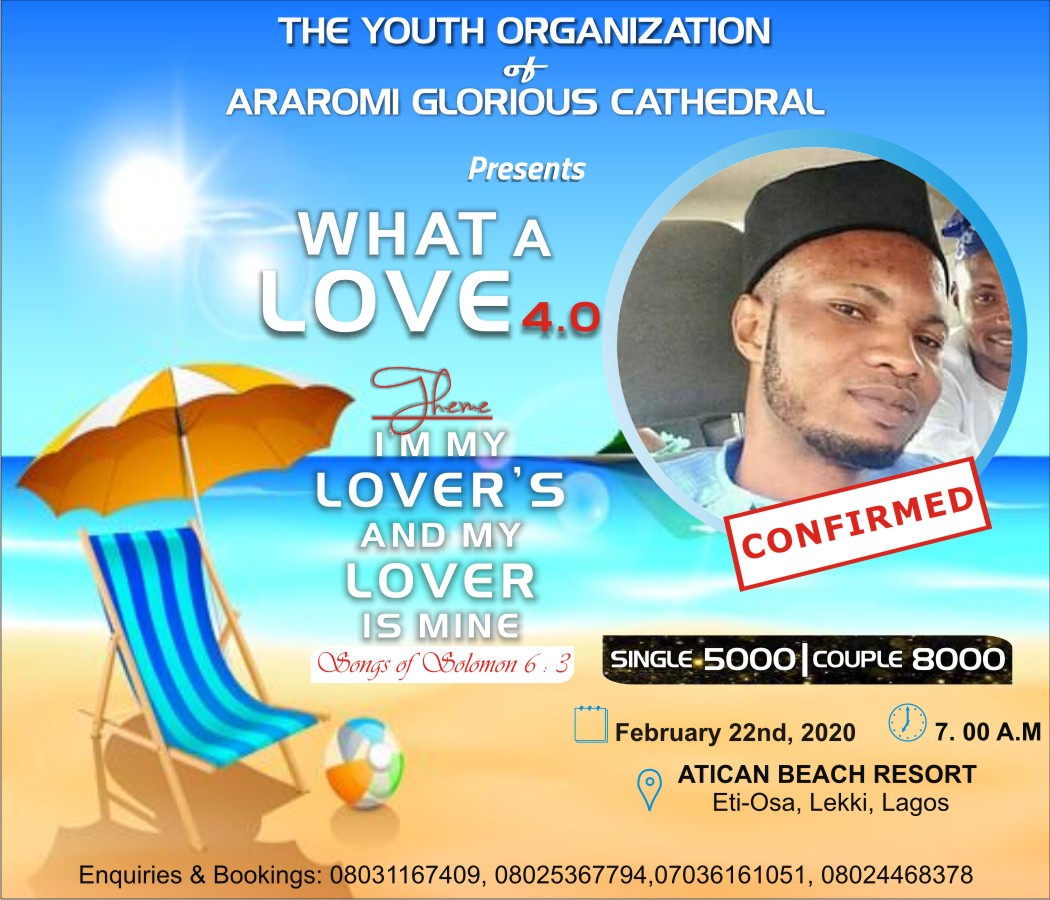 THE YOUTH ORGANIZATION
of
ARAROMI GLORIOUS CATHEDRAL
Presents
WHAT A
LOVE 4.0
Theme
I'M MY
LOVER'S
AND MY
LOVER
IS MINE
Songs of Solomon 6 : 3
CONFIRMED
SINGLE 5000|COUPLE 8000
February 22nd, 2020 7. 00 A.M
ATICAN BEACH RESORT
Eti-Osa, Lekki, Lagos
Enquiries & Bookings: 08031167409, 08025367794,07036161051, 08024468378